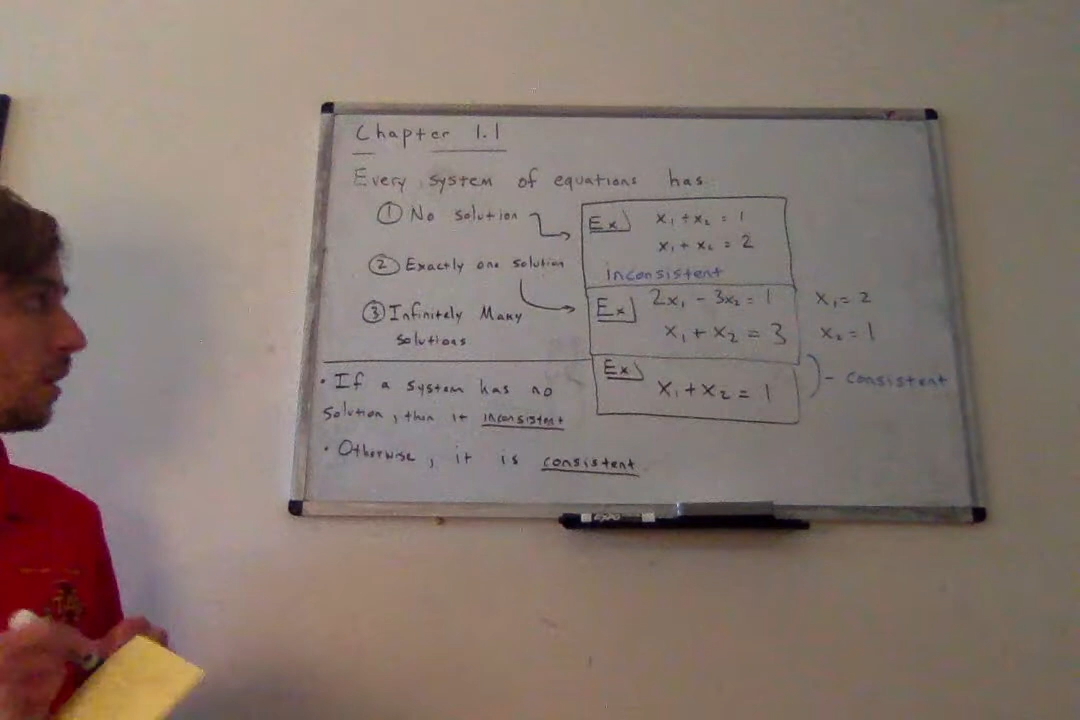 Chapter 1.1
Every system of equations has
① No solution
② Exactly one solution
③ Infinitely Many
solutions
Ex) x₁ + x₂ = 1
x₁ + x₂ = 2
inconsistent
Ex) 2x₁ - 3x₂ = 1 x₁ = 2
x₁ + x₂ = 3 x₂ = 1
Ex) x₁ + x₂ = 1
) - consistent
• If a system has no
solution, then it inconsistent
• Otherwise, it is consistent.
EXPO